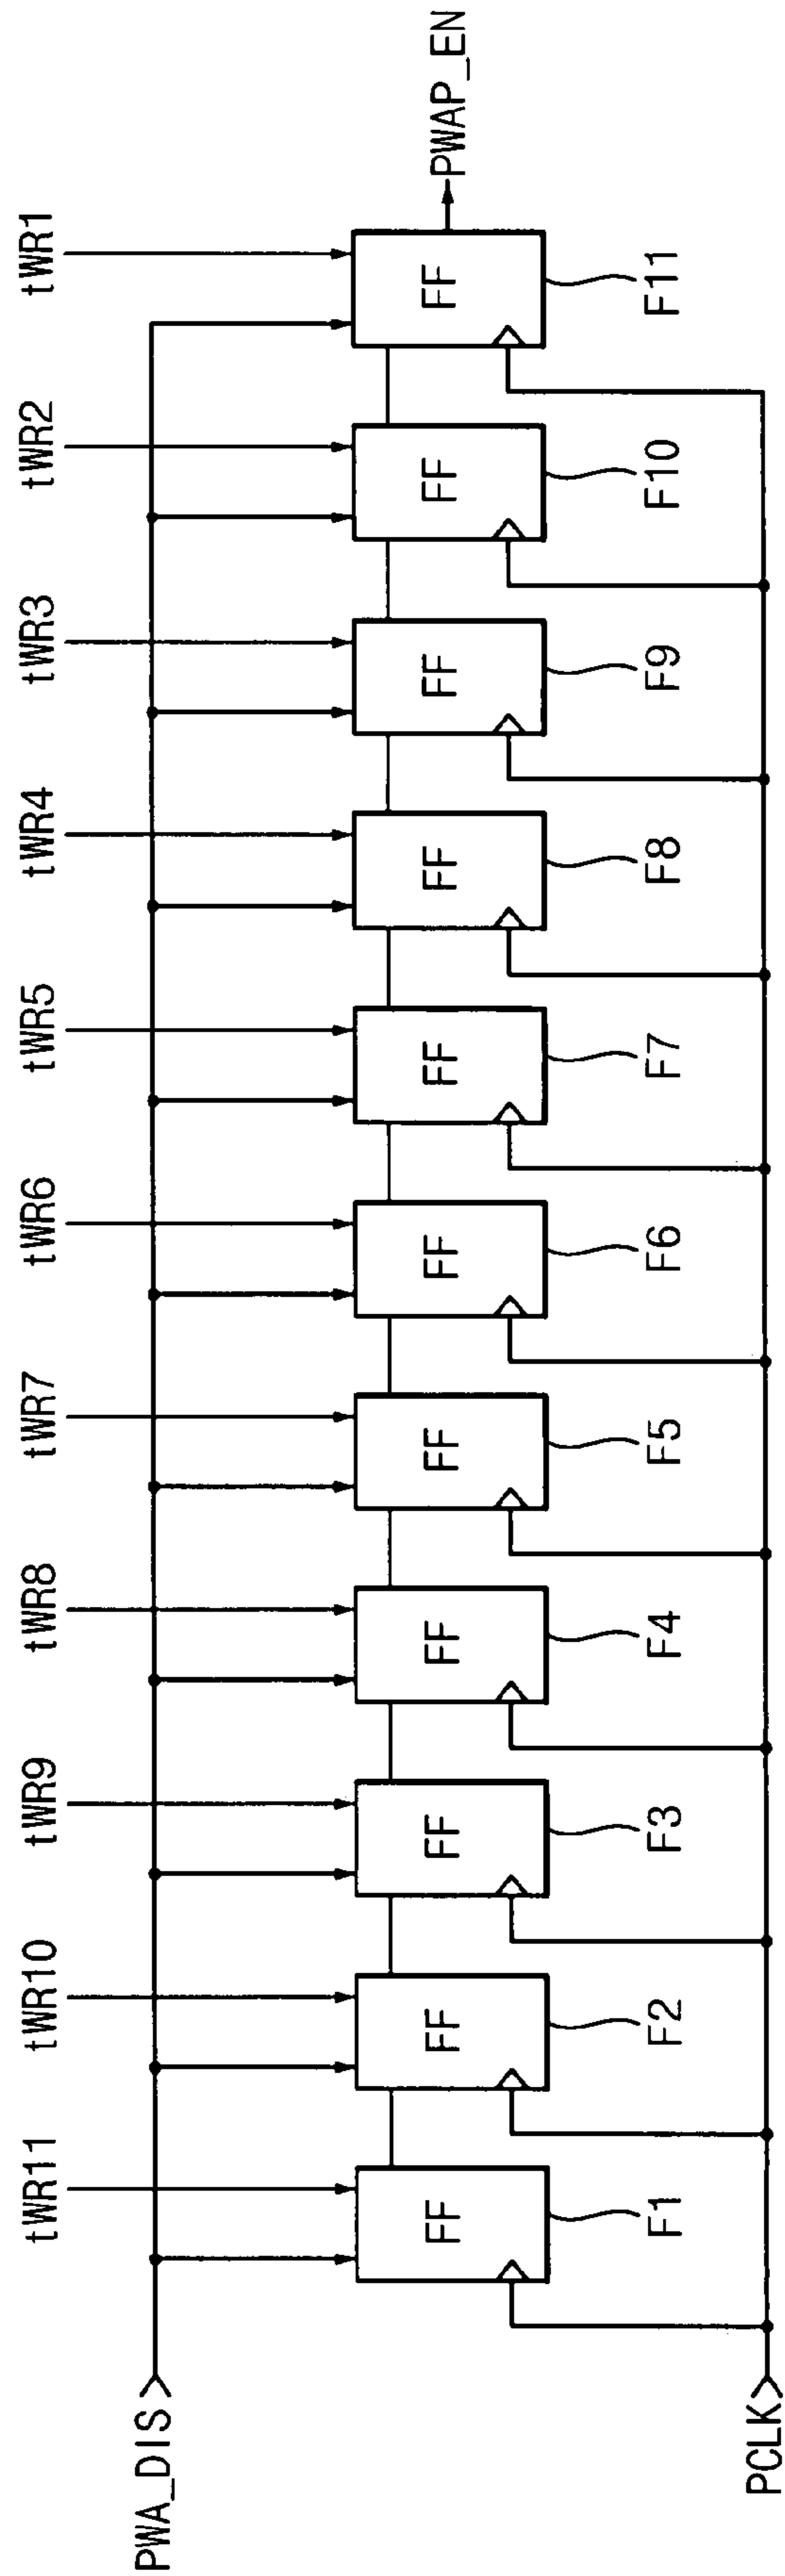 tWR11 tWR10 tWR9 tWR8 tWR7 tWR6 tWR5 tWR4 tWR3 tWR2 tWR1
PWA_DIS
FF FF FF FF FF FF FF FF FF FF FF
PWAP_EN
F1 F2 F3 F4 F5 F6 F7 F8 F9 F10 F11
PCLK